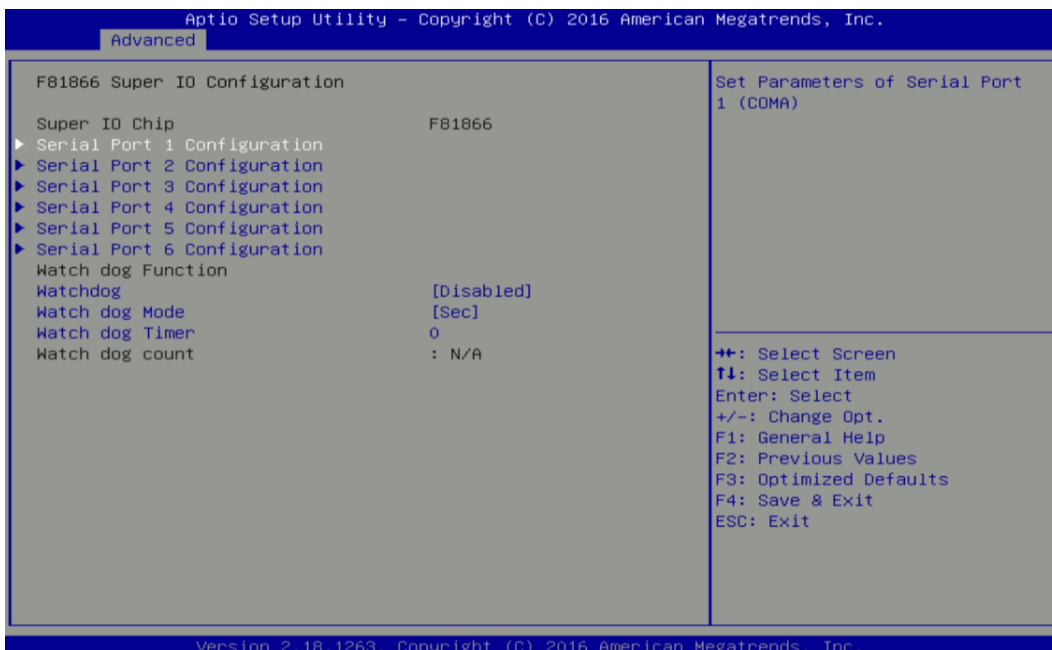 Aptio Setup Utility – Copyright (C) 2016 American Megatrends, Inc.
Advanced
F81866 Super IO Configuration
Super IO Chip F81866
Serial Port 1 Configuration
Serial Port 2 Configuration
Serial Port 3 Configuration
Serial Port 4 Configuration
Serial Port 5 Configuration
Serial Port 6 Configuration
Watch dog Function
Watchdog [Disabled]
Watch dog Mode [Sec]
Watch dog Timer 0
Watch dog count : N/A
Set Parameters of Serial Port
1 (COMA)
→←: Select Screen
↑↓: Select Item
Enter: Select
+/-: Change Opt.
F1: General Help
F2: Previous Values
F3: Optimized Defaults
F4: Save & Exit
ESC: Exit
Version 2.18.1263. Copyright (C) 2016 American Megatrends, Inc.